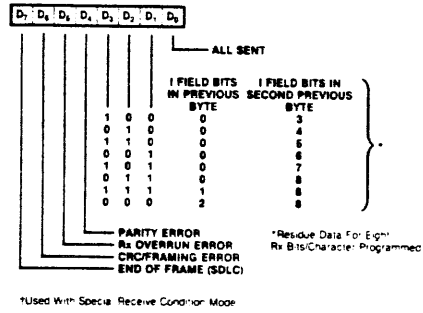 D7 D6 D5 D4 D3 D2 D1 D0
ALL SENT
I FIELD BITS I FIELD BITS IN
IN PREVIOUS SECOND PREVIOUS
BYTE BYTE
1 0 0 0 3
0 1 0 0 4
1 1 0 0 5
0 0 1 0 6
1 0 1 0 7
0 1 1 0 8
1 1 1 1 8
0 0 0 2 8
*
PARITY ERROR
Rx OVERRUN ERROR
CRC/FRAMING ERROR
END OF FRAME (SDLC)
*Residue Data For Eight
Rx Bits/Character Programmed
†Used With Special Receive Condition Mode